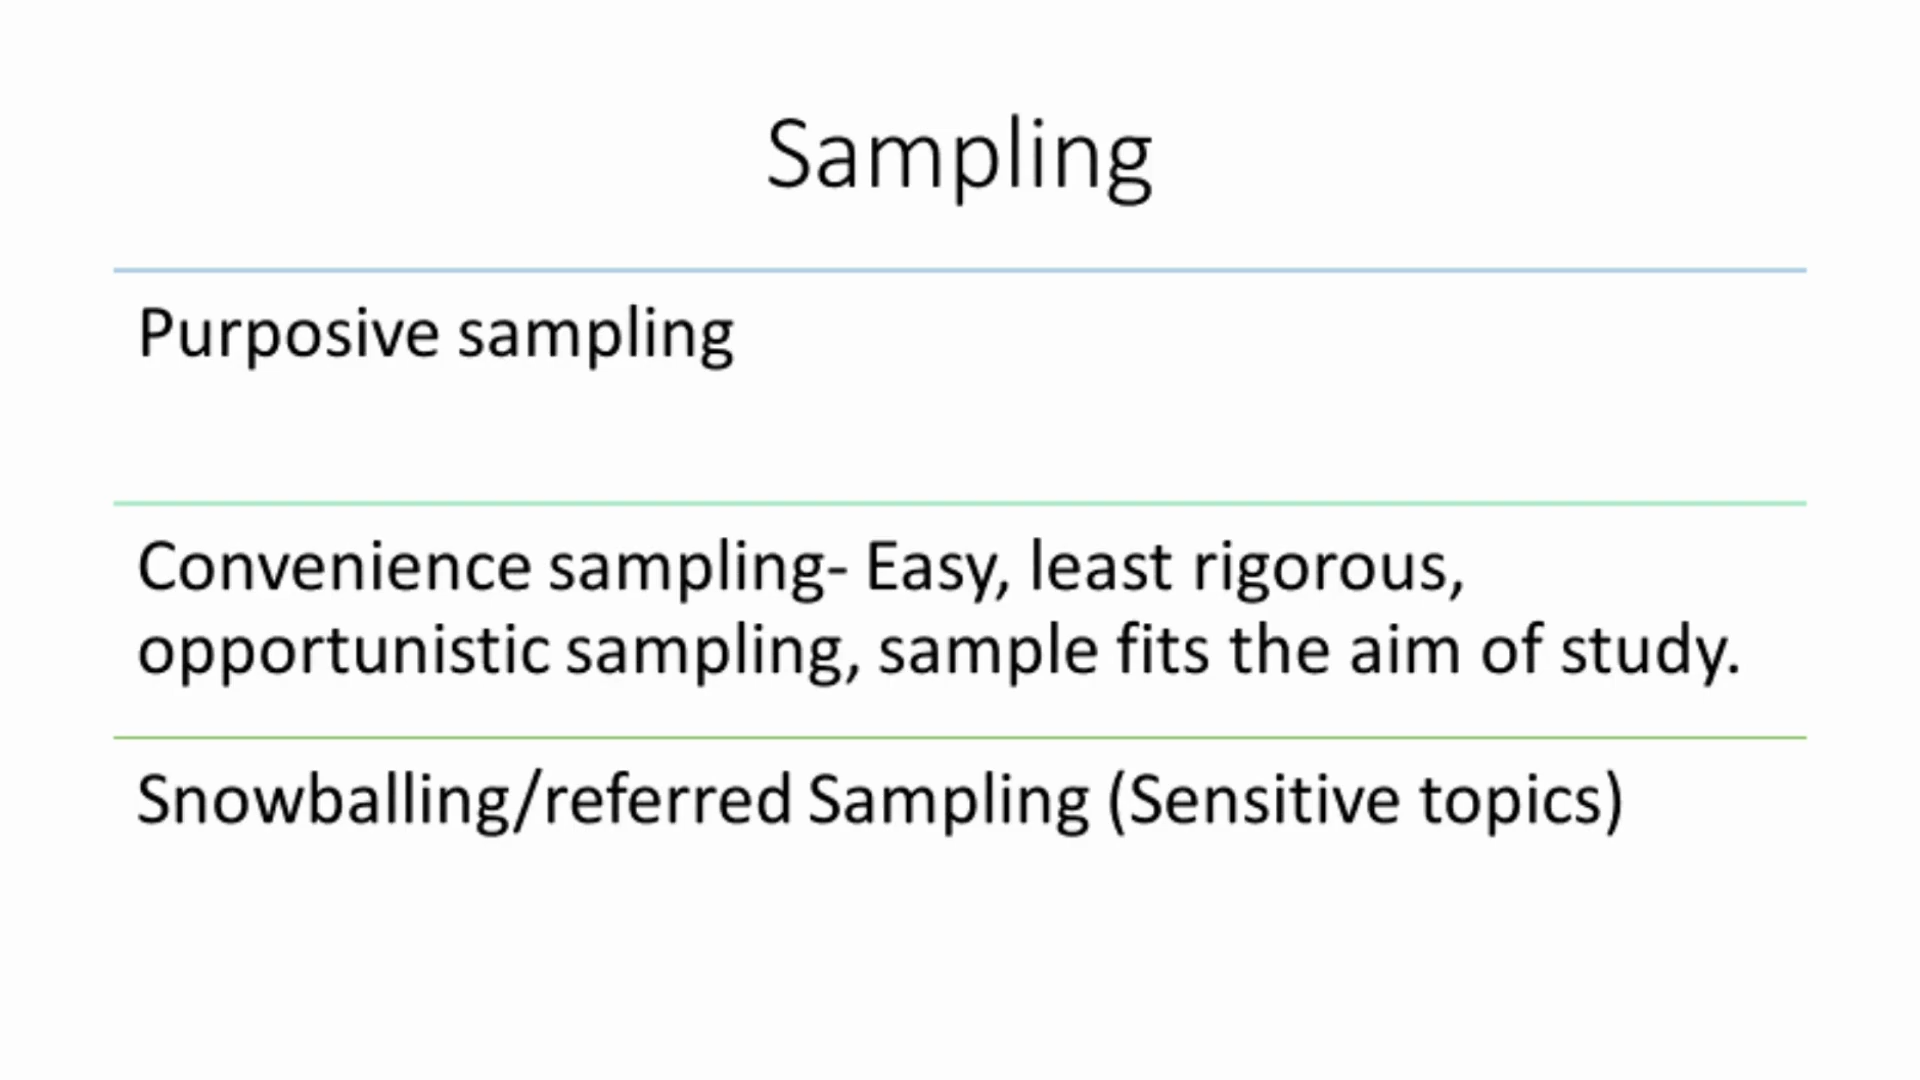 Sampling
Purposive sampling
Convenience sampling- Easy, least rigorous,
opportunistic sampling, sample fits the aim of study.
Snowballing/referred Sampling (Sensitive topics)